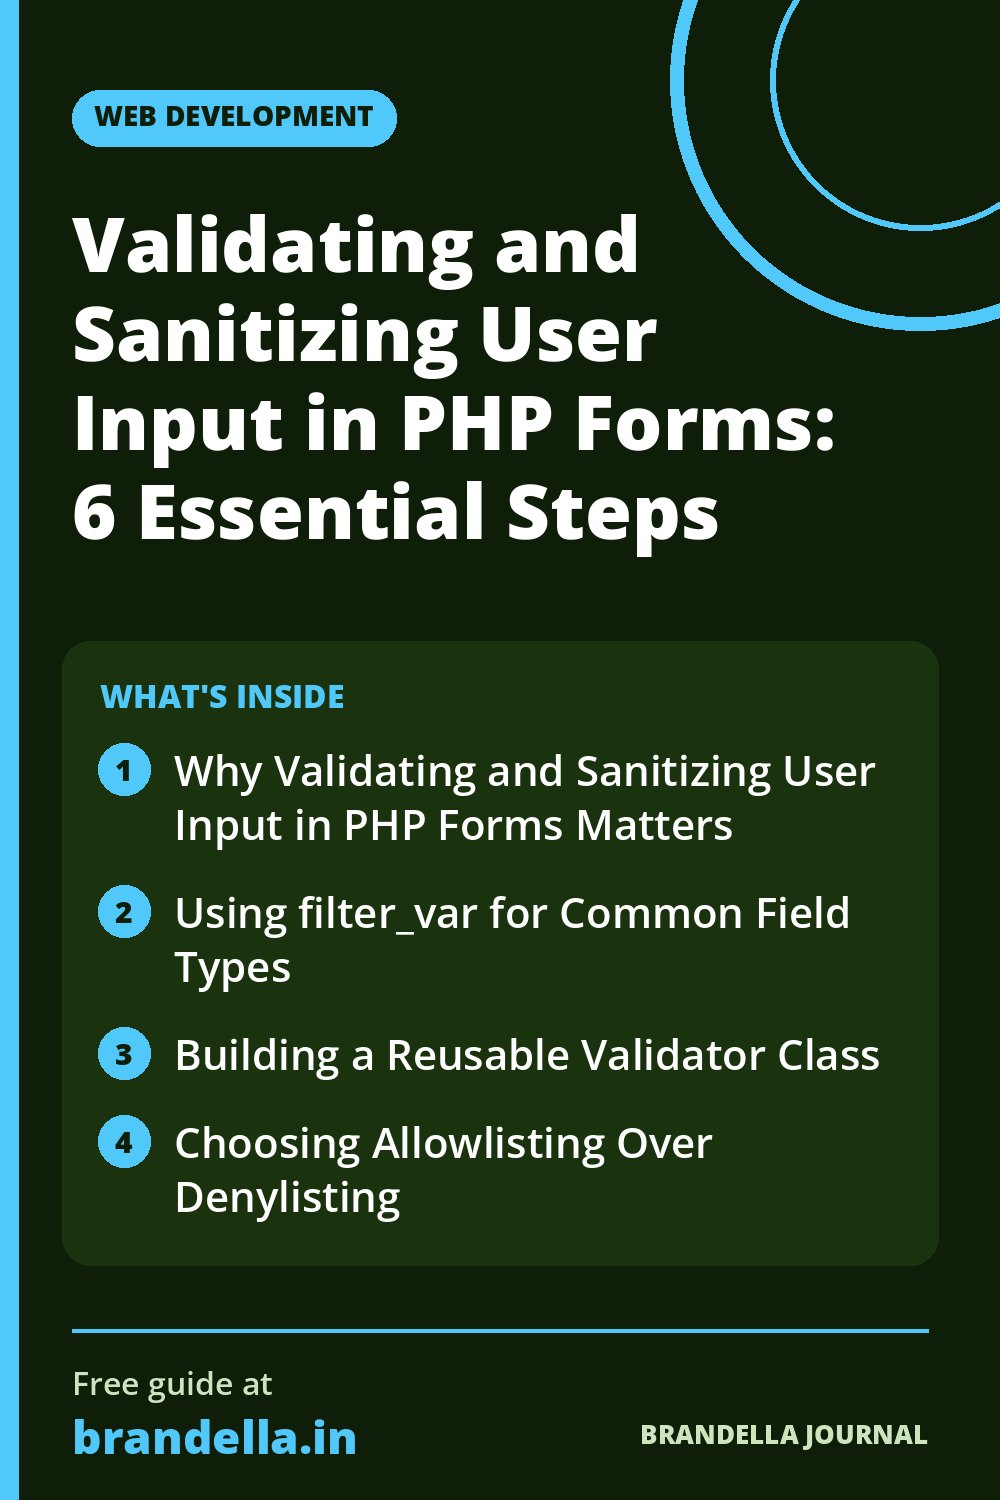 WEB DEVELOPMENT
Validating and
Sanitizing User
Input in PHP Forms:
6 Essential Steps
WHAT'S INSIDE
1 Why Validating and Sanitizing User
Input in PHP Forms Matters
2 Using filter_var for Common Field
Types
3 Building a Reusable Validator Class
4 Choosing Allowlisting Over
Denylisting
Free guide at
brandella.in
BRANDELLA JOURNAL